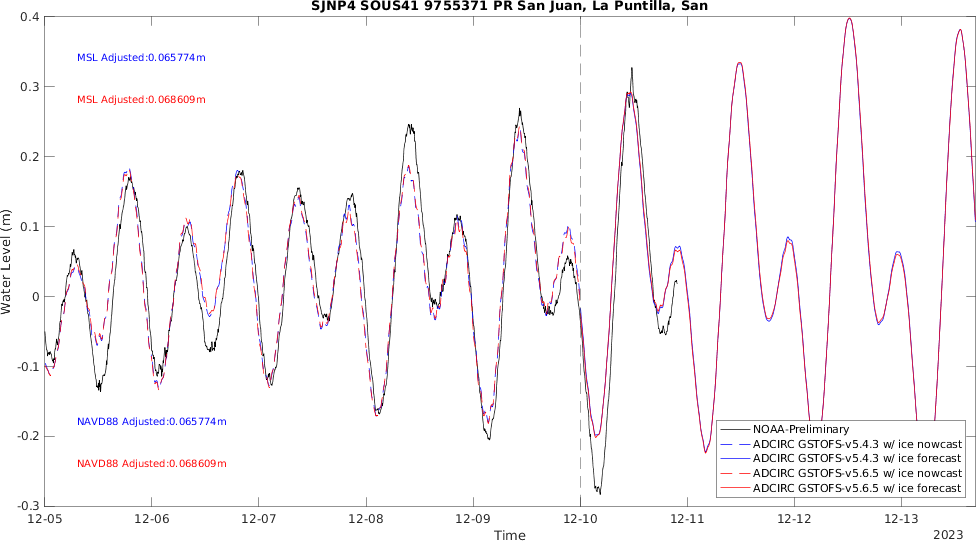 SJNP4 SOUS41 9755371 PR San Juan, La Puntilla, San
0.4
0.3
0.2
0.1
0
-0.1
-0.2
-0.3
Water Level (m)
MSL Adjusted:0.065774m
MSL Adjusted:0.068609m
NAVD88 Adjusted:0.065774m
NAVD88 Adjusted:0.068609m
NOAA-Preliminary
ADCIRC GSTOFS-v5.4.3 w/ ice nowcast
ADCIRC GSTOFS-v5.4.3 w/ ice forecast
ADCIRC GSTOFS-v5.6.5 w/ ice nowcast
ADCIRC GSTOFS-v5.6.5 w/ ice forecast
12-05 12-06 12-07 12-08 12-09 12-10 12-11 12-12 12-13
Time
2023